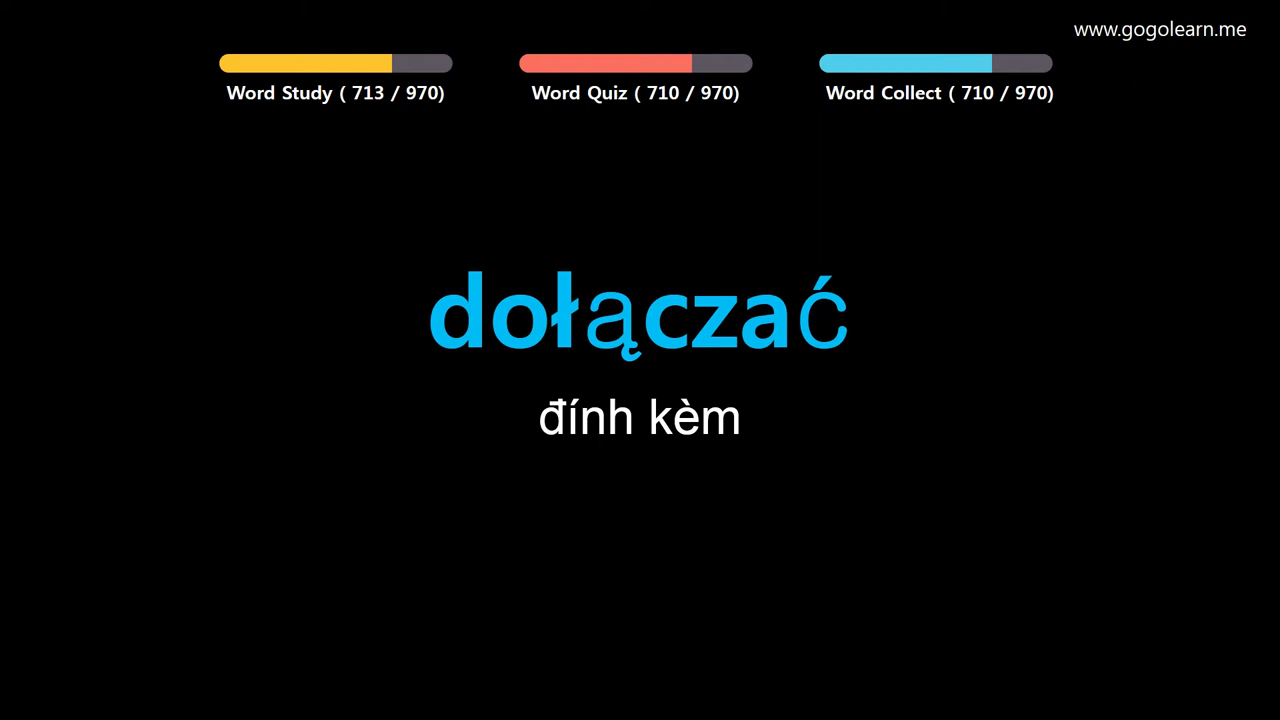 www.gogolearn.me
Word Study ( 713 / 970)
Word Quiz ( 710 / 970)
Word Collect ( 710 / 970)
dołączać
đính kèm